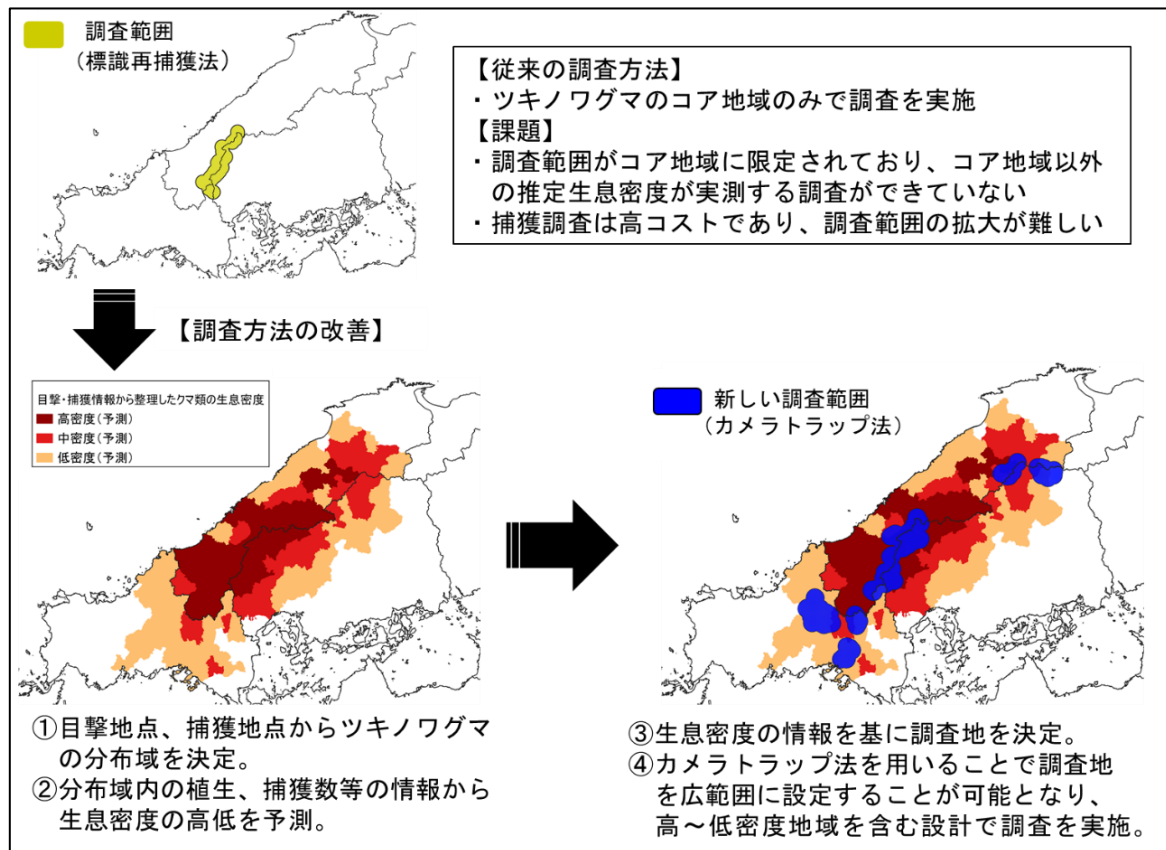 調査範囲
（標識再捕獲法）
【従来の調査方法】
・ツキノワグマのコア地域のみで調査を実施
【課題】
・調査範囲がコア地域に限定されており、コア地域以外
の推定生息密度が実測する調査ができていない
・捕獲調査は高コストであり、調査範囲の拡大が難しい
【調査方法の改善】
目撃・捕獲情報から整理したクマ類の生息密度
高密度（予測）
中密度（予測）
低密度（予測）
新しい調査範囲
（カメラトラップ法）
①目撃地点、捕獲地点からツキノワグマ
の分布域を決定。
②分布域内の植生、捕獲数等の情報から
生息密度の高低を予測。
③生息密度の情報を基に調査地を決定。
④カメラトラップ法を用いることで調査地
を広範囲に設定することが可能となり、
高～低密度地域を含む設計で調査を実施。